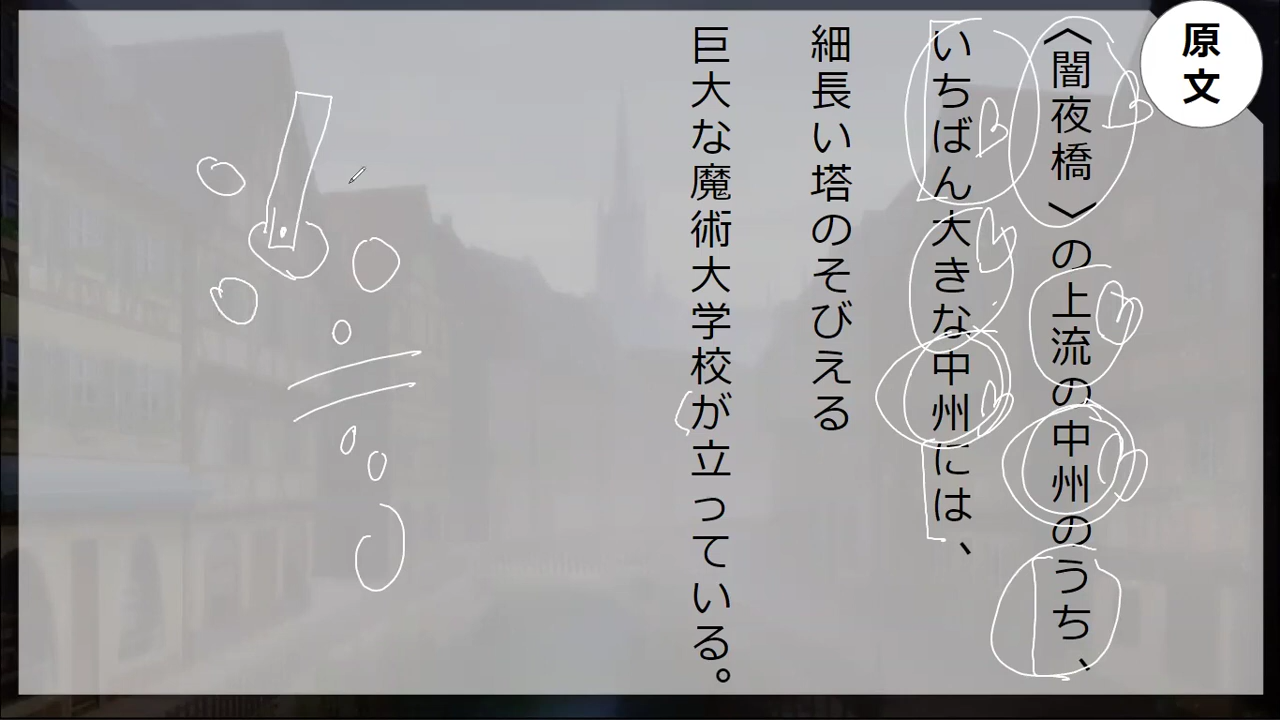 原文
〈闇夜橋〉の上流の中州のうち、
いちばん大きな中州には、
細長い塔のそびえる
巨大な魔術大学校が立っている。